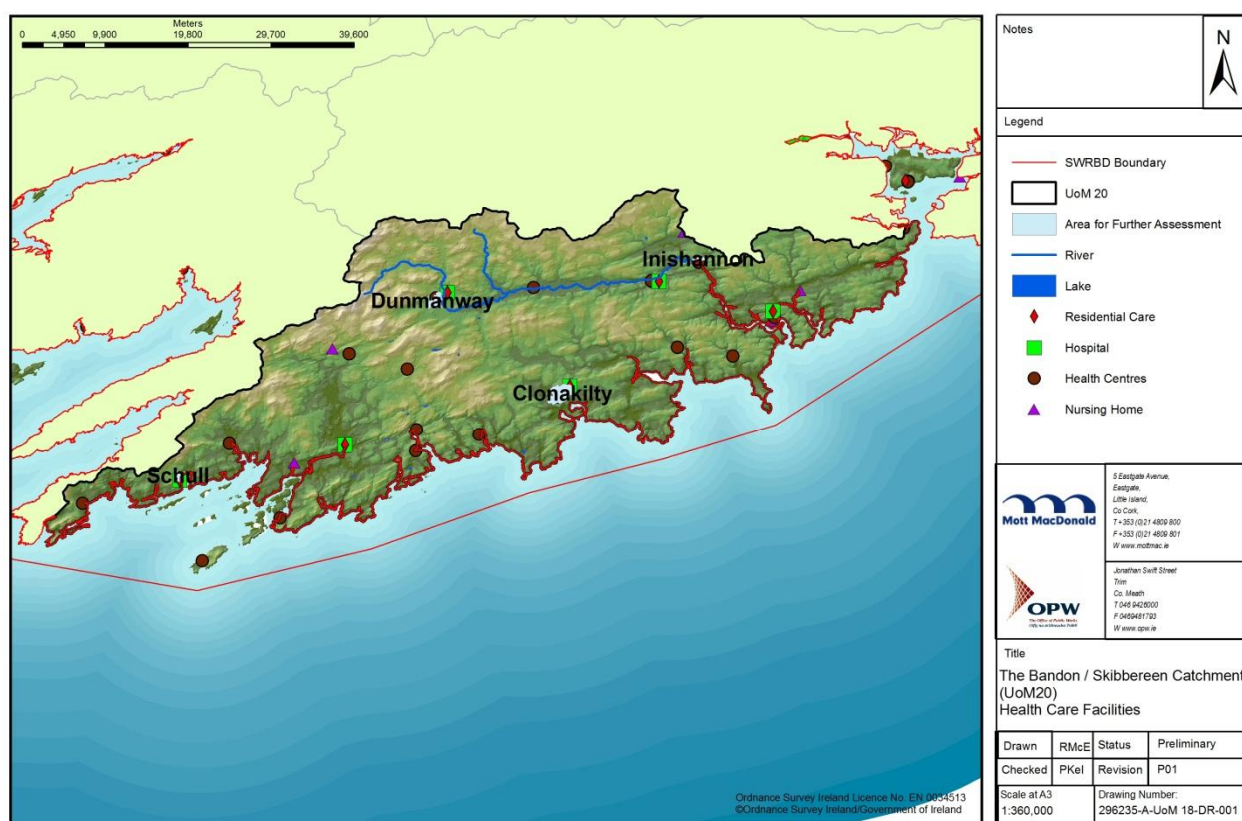 Meters
0 4,950 9,900 19,800 29,700 39,600
Inishannon
Dunmanway
Clonakilty
Schull
Ordnance Survey Ireland Licence No. EN 0034513
©Ordnance Survey Ireland/Government of Ireland
Notes
N
Legend
SWRBD Boundary
UoM 20
Area for Further Assessment
River
Lake
Residential Care
Hospital
Health Centres
Nursing Home
Mott MacDonald
5 Eastgate Avenue,
Eastgate,
Little Island,
Co Cork,
T +353 (0)21 4809 800
F +353 (0)21 4809 801
W www.mottmac.ie
OPW
The Office of Public Works
Jonathan Swift Street
Trim
Co. Meath
T 046 9426000
F 0469481793
W www.opw.ie
Title
The Bandon / Skibbereen Catchment
(UoM20)
Health Care Facilities
Drawn RMcE Status Preliminary
Checked PKel Revision P01
Scale at A3
1:360,000
Drawing Number:
296235-A-UoM 18-DR-001